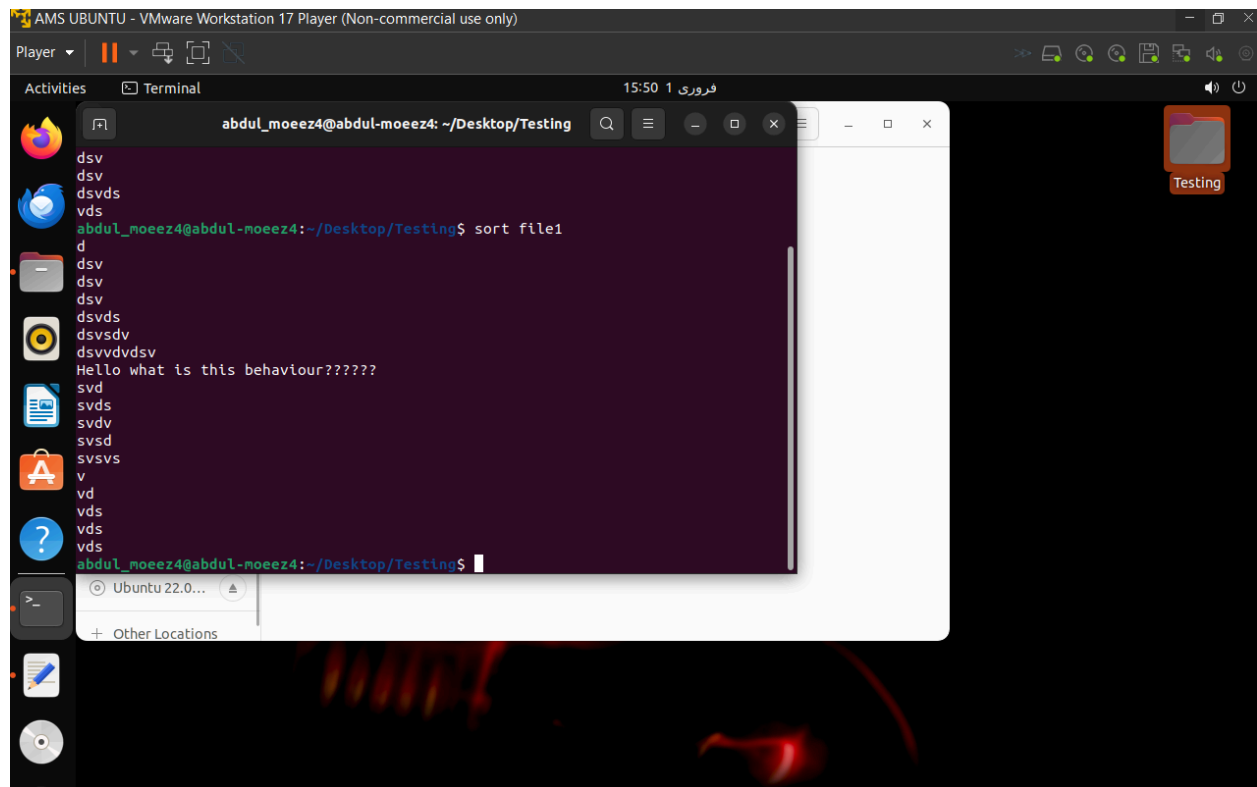 AMS UBUNTU - VMware Workstation 17 Player (Non-commercial use only)
Player
Activities Terminal 15:50 1 فروری
abdul_moeez4@abdul-moeez4: ~/Desktop/Testing
dsv
dsv
dsvds
vds
abdul_moeez4@abdul-moeez4:~/Desktop/Testing$ sort file1
d
dsv
dsv
dsv
dsvds
dsvsdv
dsvvdvdsv
Hello what is this behaviour??????
svd
svds
svdv
svsd
svsvs
v
vd
vds
vds
vds
abdul_moeez4@abdul-moeez4:~/Desktop/Testing$
Ubuntu 22.0...
+ Other Locations
Testing